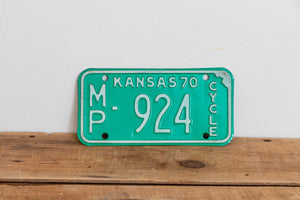 KANSAS 70
MP - 924
CYCLE